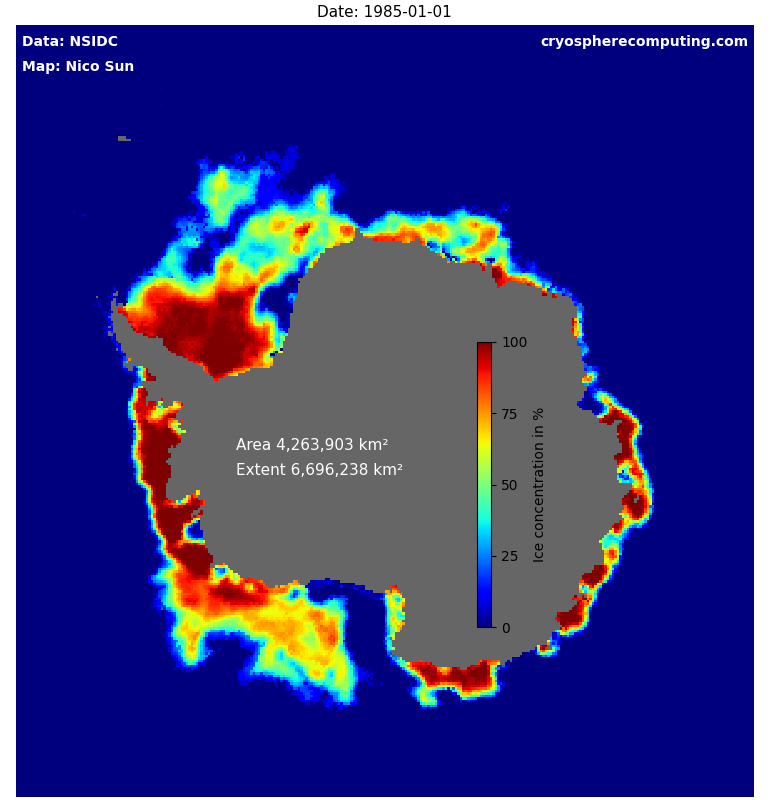 Date: 1985-01-01
Data: NSIDC
cryospherecomputing.com
Map: Nico Sun
100
75
50
25
0
Ice concentration in %
Area 4,263,903 km²
Extent 6,696,238 km²